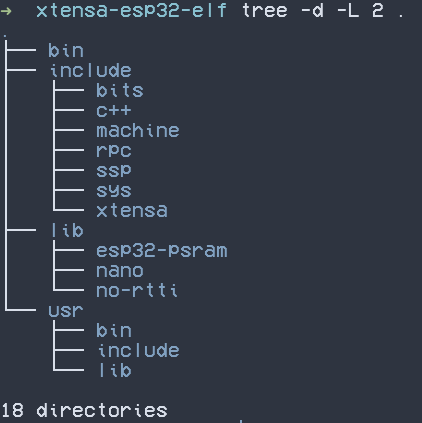 → xtensa-esp32-elf tree -d -L 2 .
.
├── bin
├── include
│   ├── bits
│   ├── c++
│   ├── machine
│   ├── rpc
│   ├── ssp
│   ├── sys
│   └── xtensa
├── lib
│   ├── esp32-psram
│   ├── nano
│   └── no-rtti
└── usr
    ├── bin
    ├── include
    └── lib

18 directories